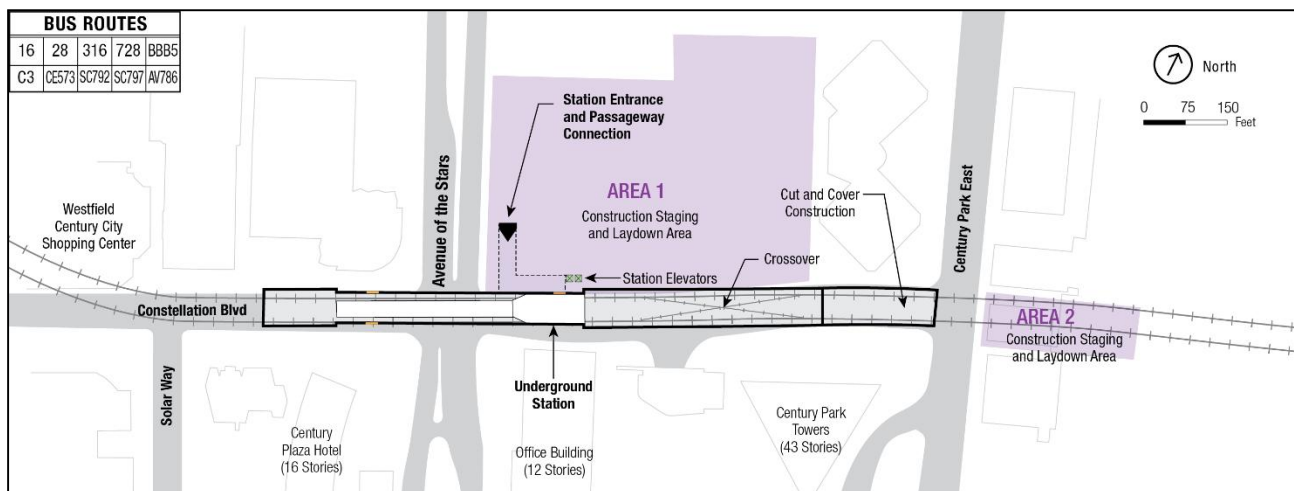 BUS ROUTES
16 28 316 728 BBB5
C3 CE573 SC792 SC797 AV786
North
0 75 150
Feet
Station Entrance
and Passageway
Connection
Avenue of the Stars
AREA 1
Construction Staging
and Laydown Area
Cut and Cover
Construction
Century Park East
Westfield
Century City
Shopping Center
Crossover
Station Elevators
Constellation Blvd
AREA 2
Construction Staging
and Laydown Area
Solar Way
Underground
Station
Century
Plaza Hotel
(16 Stories)
Office Building
(12 Stories)
Century Park
Towers
(43 Stories)